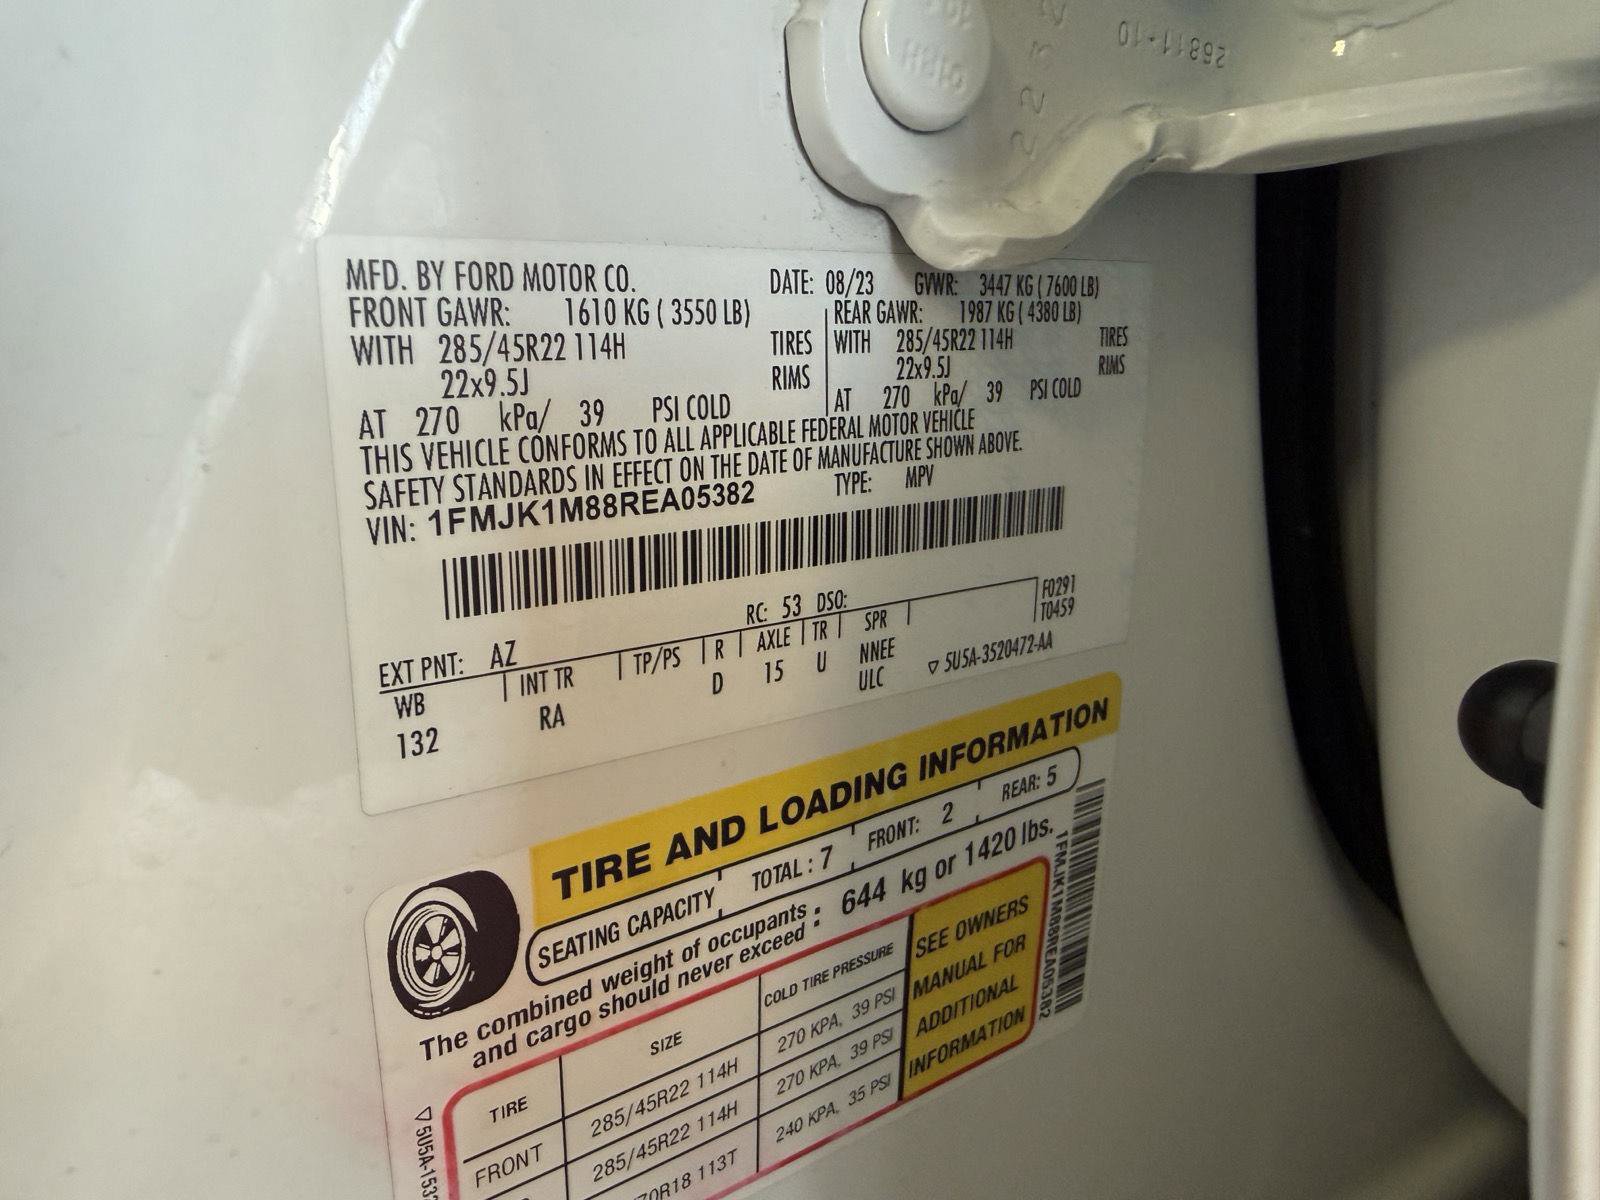 26811+10
MFD. BY FORD MOTOR CO. DATE: 08/23 GVWR: 3447 KG ( 7600 LB)
FRONT GAWR: 1610 KG ( 3550 LB) REAR GAWR: 1987 KG ( 4380 LB)
WITH 285/45R22 114H TIRES WITH 285/45R22 114H TIRES
22x9.5J RIMS 22x9.5J RIMS
AT 270 kPa/ 39 PSI COLD AT 270 kPa/ 39 PSI COLD
THIS VEHICLE CONFORMS TO ALL APPLICABLE FEDERAL MOTOR VEHICLE
SAFETY STANDARDS IN EFFECT ON THE DATE OF MANUFACTURE SHOWN ABOVE.
VIN: 1FMJK1M88REA05382 TYPE: MPV
F0291
RC: 53 DSO: T0459
EXT PNT: AZ
WB INT TR TP/PS R AXLE TR SPR
132 RA D 15 U NNEE
ULC
▽ 5U5A-3520472-AA
TIRE AND LOADING INFORMATION
SEATING CAPACITY TOTAL : 7 FRONT: 2 REAR: 5
The combined weight of occupants
and cargo should never exceed : 644 kg or 1420 lbs.
TIRE SIZE COLD TIRE PRESSURE
FRONT 285/45R22 114H 270 KPA, 39 PSI
285/45R22 114H 270 KPA, 39 PSI
70R18 113T 240 KPA, 35 PSI
SEE OWNERS
MANUAL FOR
ADDITIONAL
INFORMATION
1FMJK1M88REA05382
▽ 5U5A-153